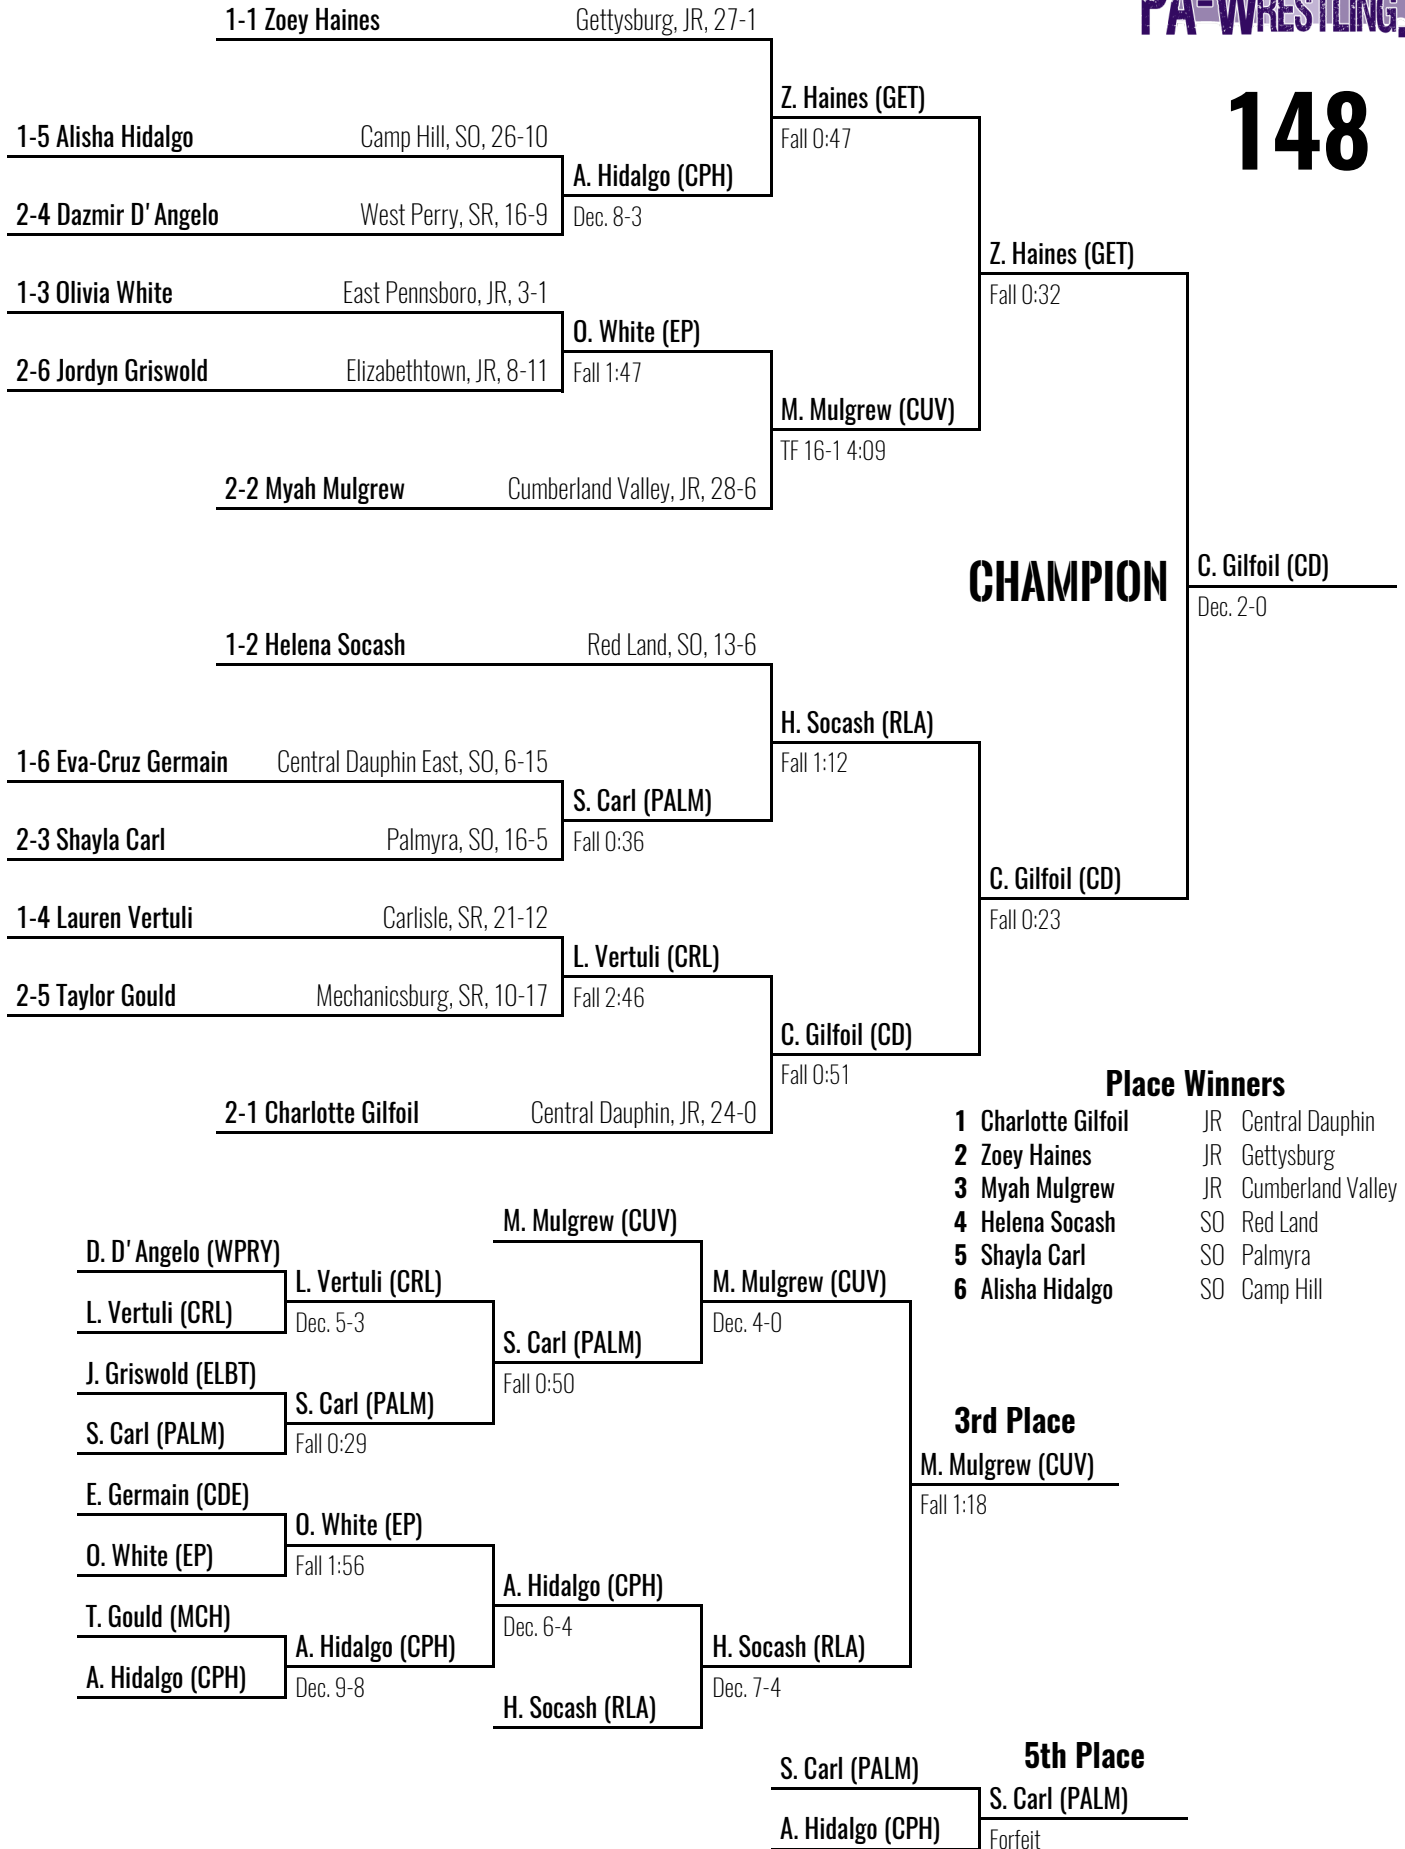 PA-WRESTLING.
148
1-1 Zoey Haines Gettysburg, JR, 27-1
Z. Haines (GET)
Fall 0:47
1-5 Alisha Hidalgo Camp Hill, SO, 26-10
A. Hidalgo (CPH)
Dec. 8-3
2-4 Dazmir D'Angelo West Perry, SR, 16-9
Z. Haines (GET)
Fall 0:32
1-3 Olivia White East Pennsboro, JR, 3-1
O. White (EP)
Fall 1:47
2-6 Jordyn Griswold Elizabethtown, JR, 8-11
M. Mulgrew (CUV)
TF 16-1 4:09
2-2 Myah Mulgrew Cumberland Valley, JR, 28-6
CHAMPION
C. Gilfoil (CD)
Dec. 2-0
1-2 Helena Socash Red Land, SO, 13-6
H. Socash (RLA)
Fall 1:12
1-6 Eva-Cruz Germain Central Dauphin East, SO, 6-15
S. Carl (PALM)
Fall 0:36
2-3 Shayla Carl Palmyra, SO, 16-5
C. Gilfoil (CD)
Fall 0:23
1-4 Lauren Vertuli Carlisle, SR, 21-12
L. Vertuli (CRL)
Fall 2:46
2-5 Taylor Gould Mechanicsburg, SR, 10-17
C. Gilfoil (CD)
Fall 0:51
2-1 Charlotte Gilfoil Central Dauphin, JR, 24-0
Place Winners
1 Charlotte Gilfoil JR Central Dauphin
2 Zoey Haines JR Gettysburg
3 Myah Mulgrew JR Cumberland Valley
4 Helena Socash SO Red Land
5 Shayla Carl SO Palmyra
6 Alisha Hidalgo SO Camp Hill
M. Mulgrew (CUV)
D. D'Angelo (WPRY)
L. Vertuli (CRL)
Dec. 5-3
L. Vertuli (CRL)
M. Mulgrew (CUV)
Dec. 4-0
S. Carl (PALM)
Fall 0:50
J. Griswold (ELBT)
S. Carl (PALM)
Fall 0:29
S. Carl (PALM)
3rd Place
M. Mulgrew (CUV)
Fall 1:18
E. Germain (CDE)
O. White (EP)
Fall 1:56
O. White (EP)
A. Hidalgo (CPH)
Dec. 6-4
T. Gould (MCH)
A. Hidalgo (CPH)
Dec. 9-8
A. Hidalgo (CPH)
H. Socash (RLA)
Dec. 7-4
H. Socash (RLA)
5th Place
S. Carl (PALM)
S. Carl (PALM)
Forfeit
A. Hidalgo (CPH)